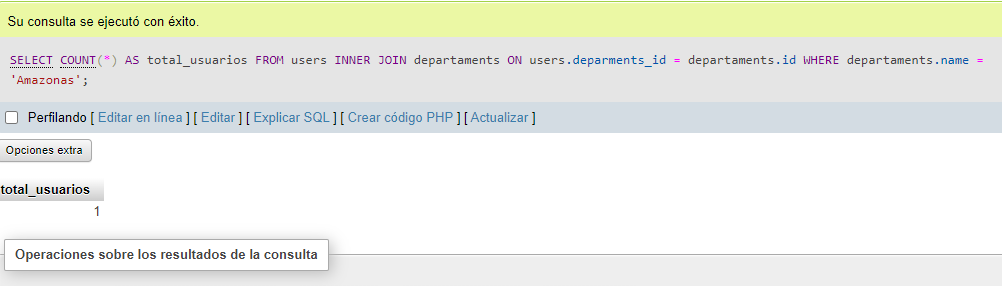 Su consulta se ejecutó con éxito.
SELECT COUNT(*) AS total_usuarios FROM users INNER JOIN departaments ON users.deparments_id = departaments.id WHERE departaments.name =
'Amazonas';
Perfilando [ Editar en línea ] [ Editar ] [ Explicar SQL ] [ Crear código PHP ] [ Actualizar ]
Opciones extra
total_usuarios
1
Operaciones sobre los resultados de la consulta